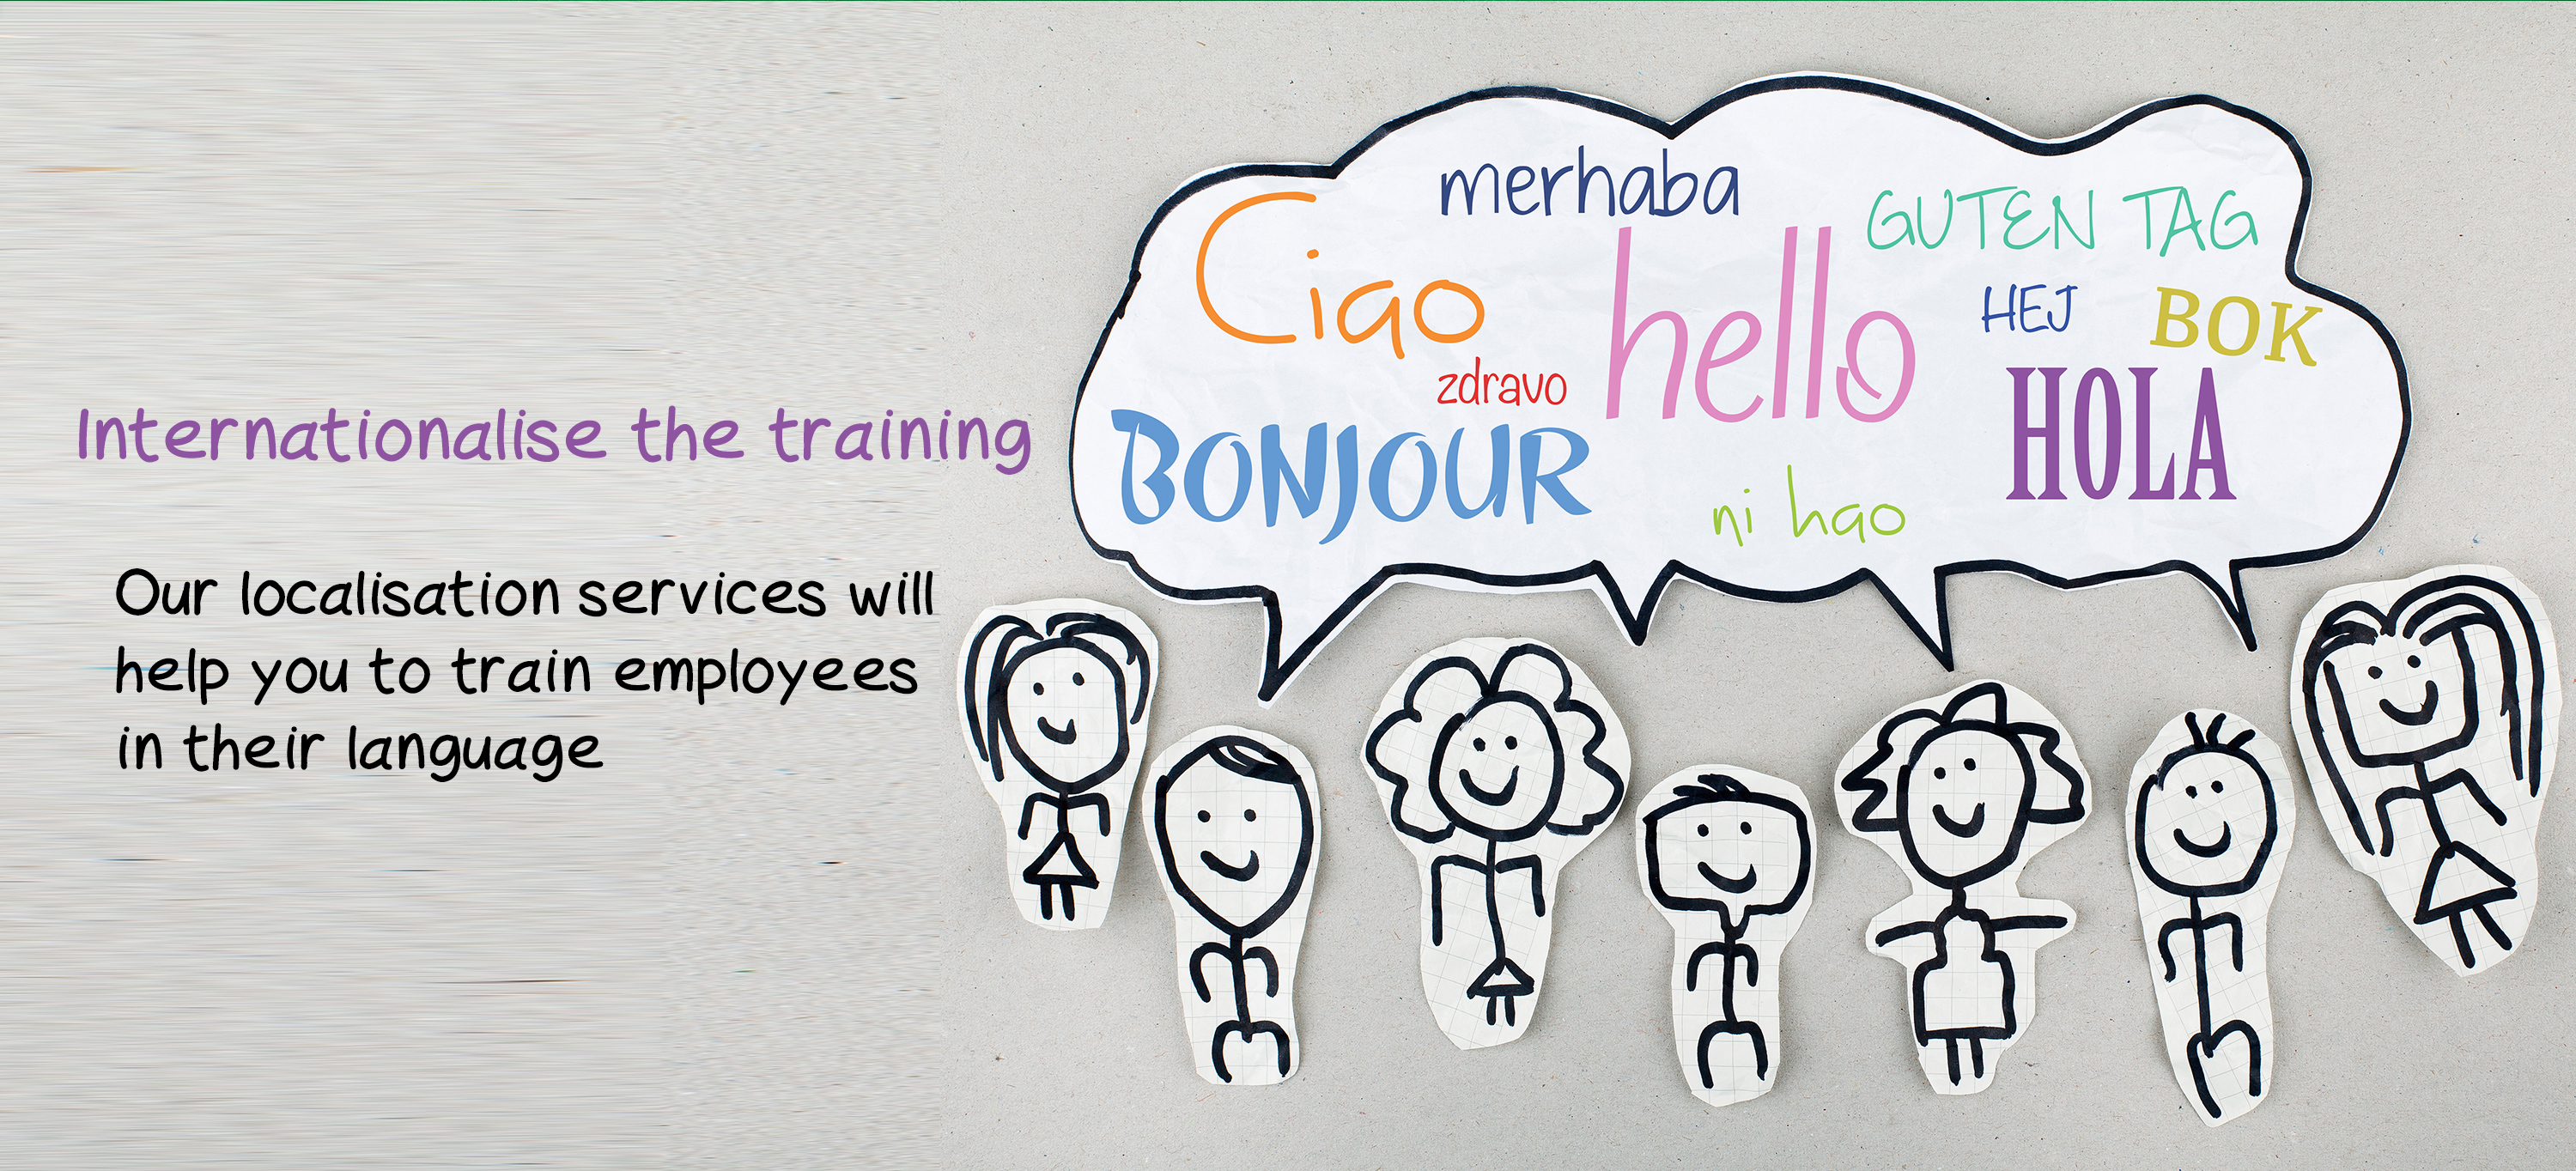 Internationalise the training
Our localisation services will
help you to train employees
in their language
merhaba
Ciao
GUTEN TAG
hello
HEJ
BOK
zdravo
HOLA
BONJOUR
ni hao